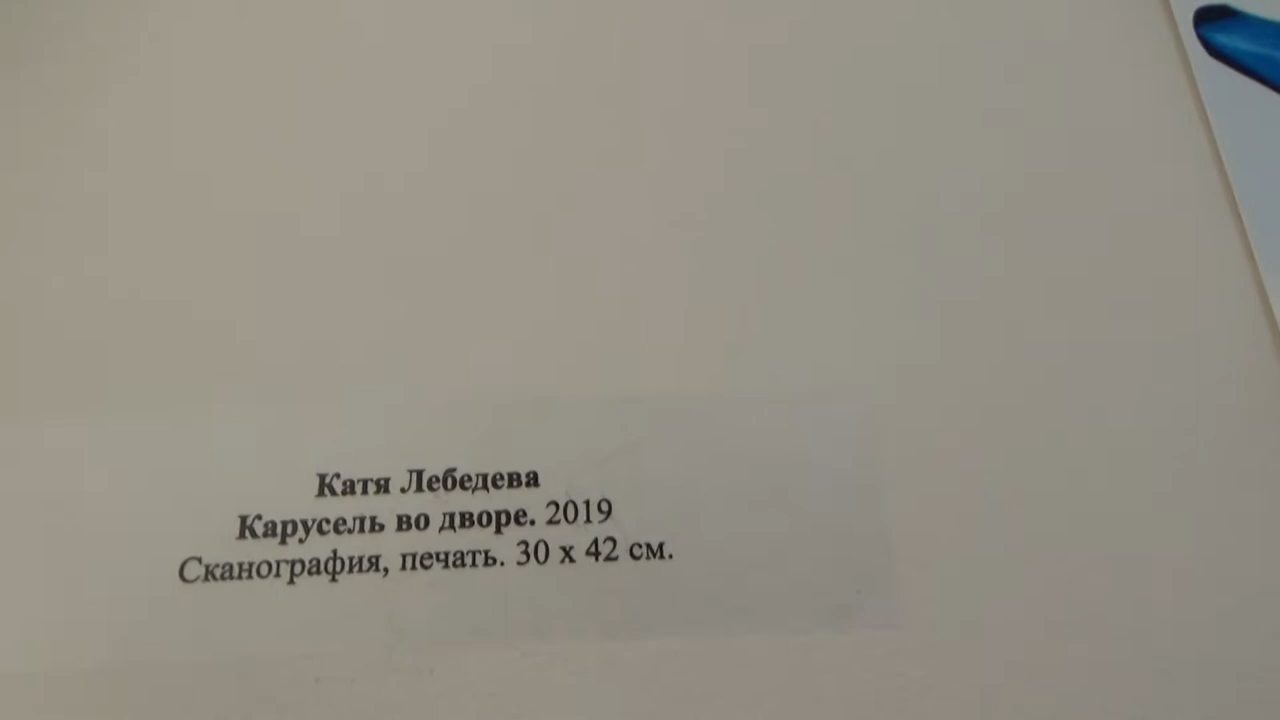 Катя Лебедева
Карусель во дворе. 2019
Сканография, печать. 30 х 42 см.